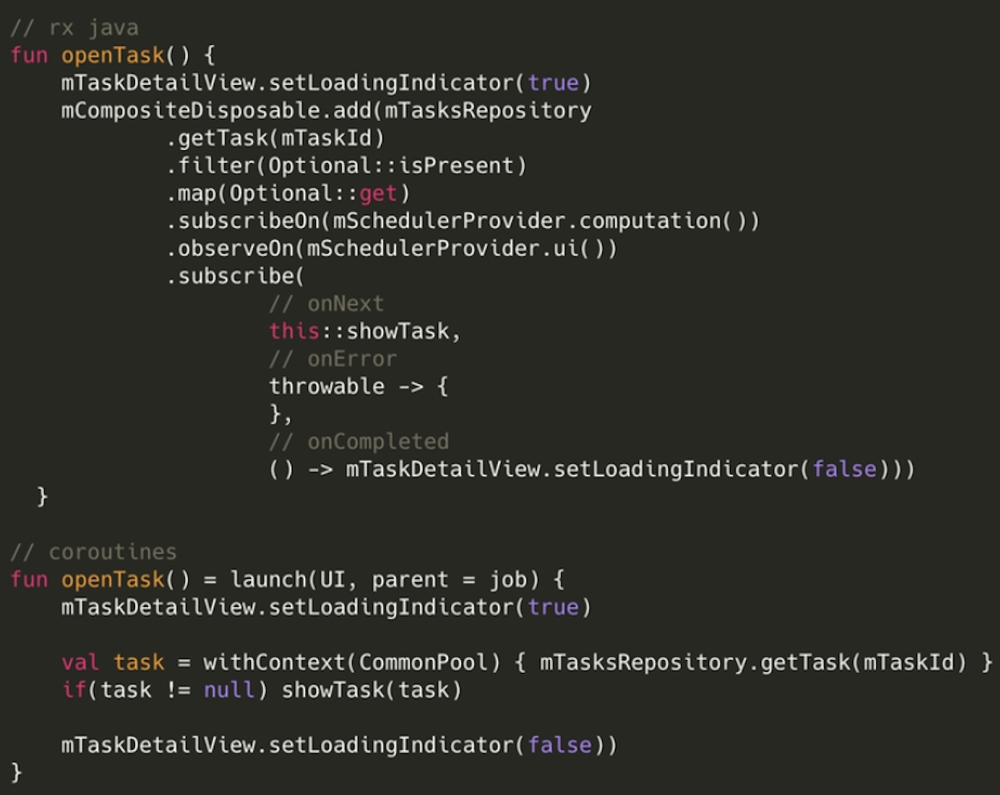 // rx java
fun openTask() {
    mTaskDetailView.setLoadingIndicator(true)
    mCompositeDisposable.add(mTasksRepository
            .getTask(mTaskId)
            .filter(Optional::isPresent)
            .map(Optional::get)
            .subscribeOn(mSchedulerProvider.computation())
            .observeOn(mSchedulerProvider.ui())
            .subscribe(
                    // onNext
                    this::showTask,
                    // onError
                    throwable -> {
                    },
                    // onCompleted
                    () -> mTaskDetailView.setLoadingIndicator(false)))
  }
// coroutines
fun openTask() = launch(UI, parent = job) {
    mTaskDetailView.setLoadingIndicator(true)
    val task = withContext(CommonPool) { mTasksRepository.getTask(mTaskId) }
    if(task != null) showTask(task)
    mTaskDetailView.setLoadingIndicator(false))
}